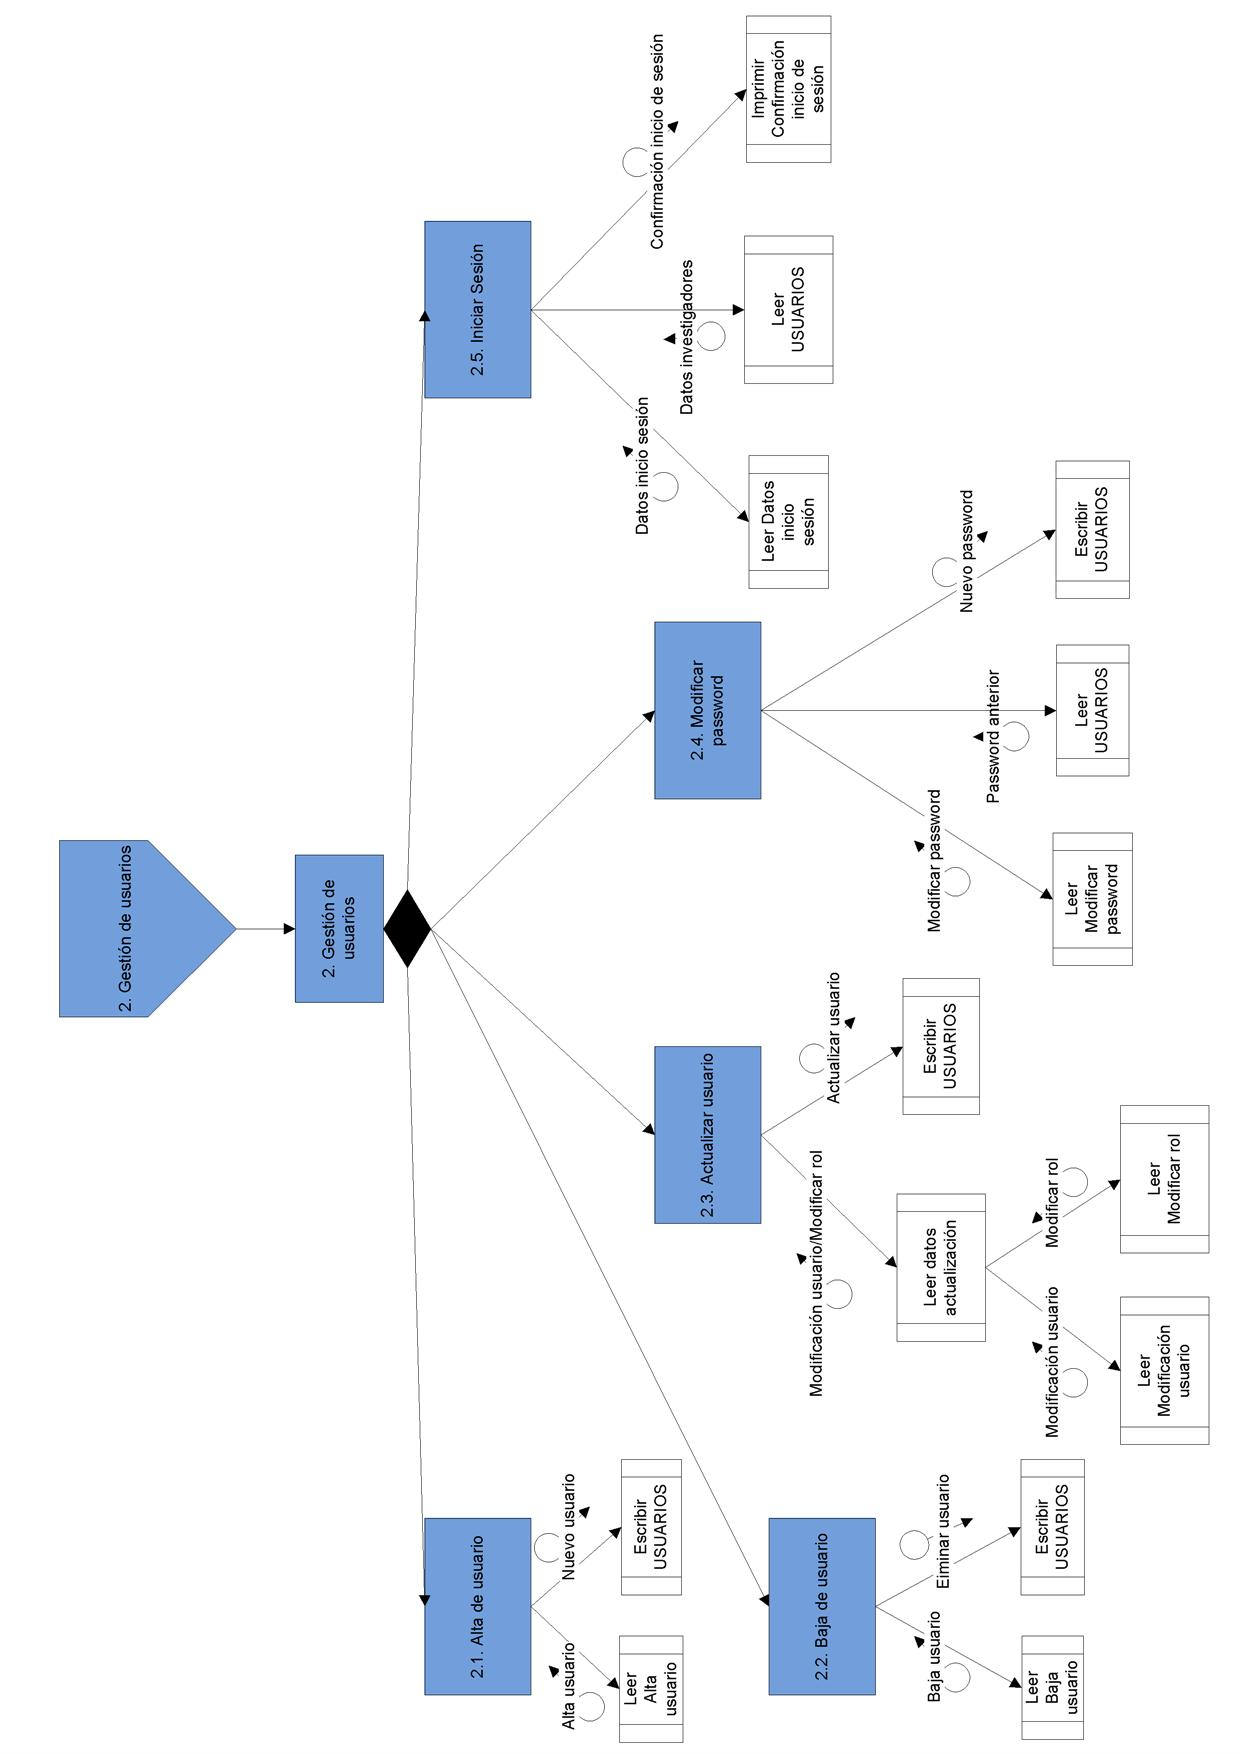 2. Gestión de usuarios
2. Gestión de
usuarios
2.1. Alta de usuario
Alta usuario
Nuevo usuario
Leer
Alta
usuario
Escribir
USUARIOS
2.2. Baja de usuario
Baja usuario
Eiminar usuario
Leer
Baja
usuario
Escribir
USUARIOS
2.3. Actualizar usuario
Modificación usuario/Modificar rol
Actualizar usuario
Leer datos
actualización
Escribir
USUARIOS
Modificación usuario
Modificar rol
Leer
Modificación
usuario
Leer
Modificar rol
2.4. Modificar
password
Modificar password
Password anterior
Nuevo password
Leer
Modificar
password
Leer
USUARIOS
Escribir
USUARIOS
2.5. Iniciar Sesión
Datos inicio sesión
Datos investigadores
Confirmación inicio de sesión
Leer Datos
inicio
sesión
Leer
USUARIOS
Imprimir
Confirmación
inicio de
sesión